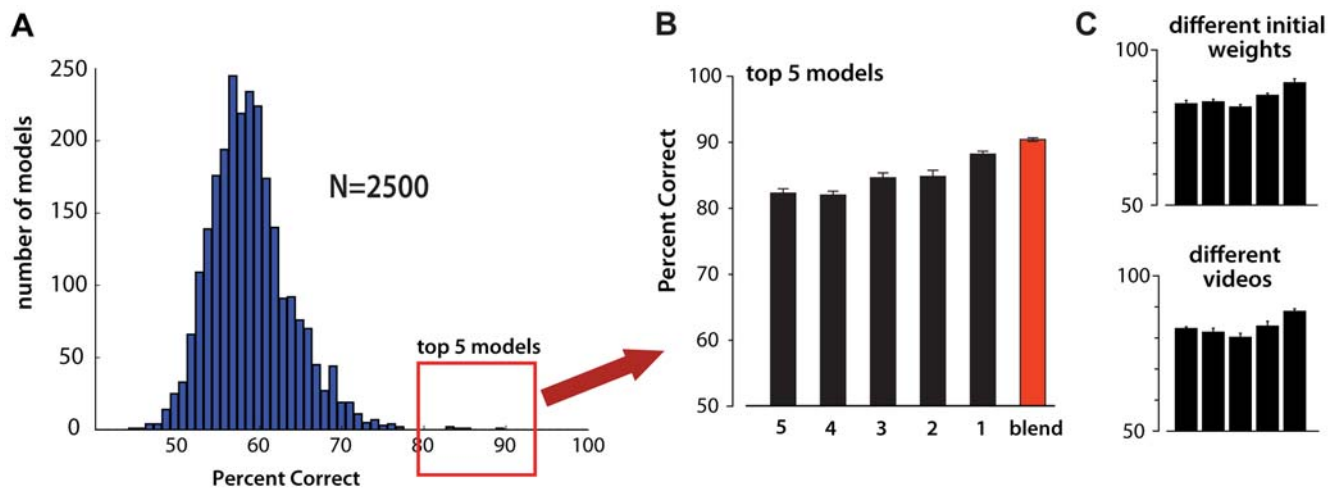 A
250
200
150
100
50
0
number of models
N=2500
top 5 models
50 60 70 80 90 100
Percent Correct
B
top 5 models
100
90
80
70
60
50
Percent Correct
5 4 3 2 1 blend
C
different initial
weights
100
50
different
videos
100
50